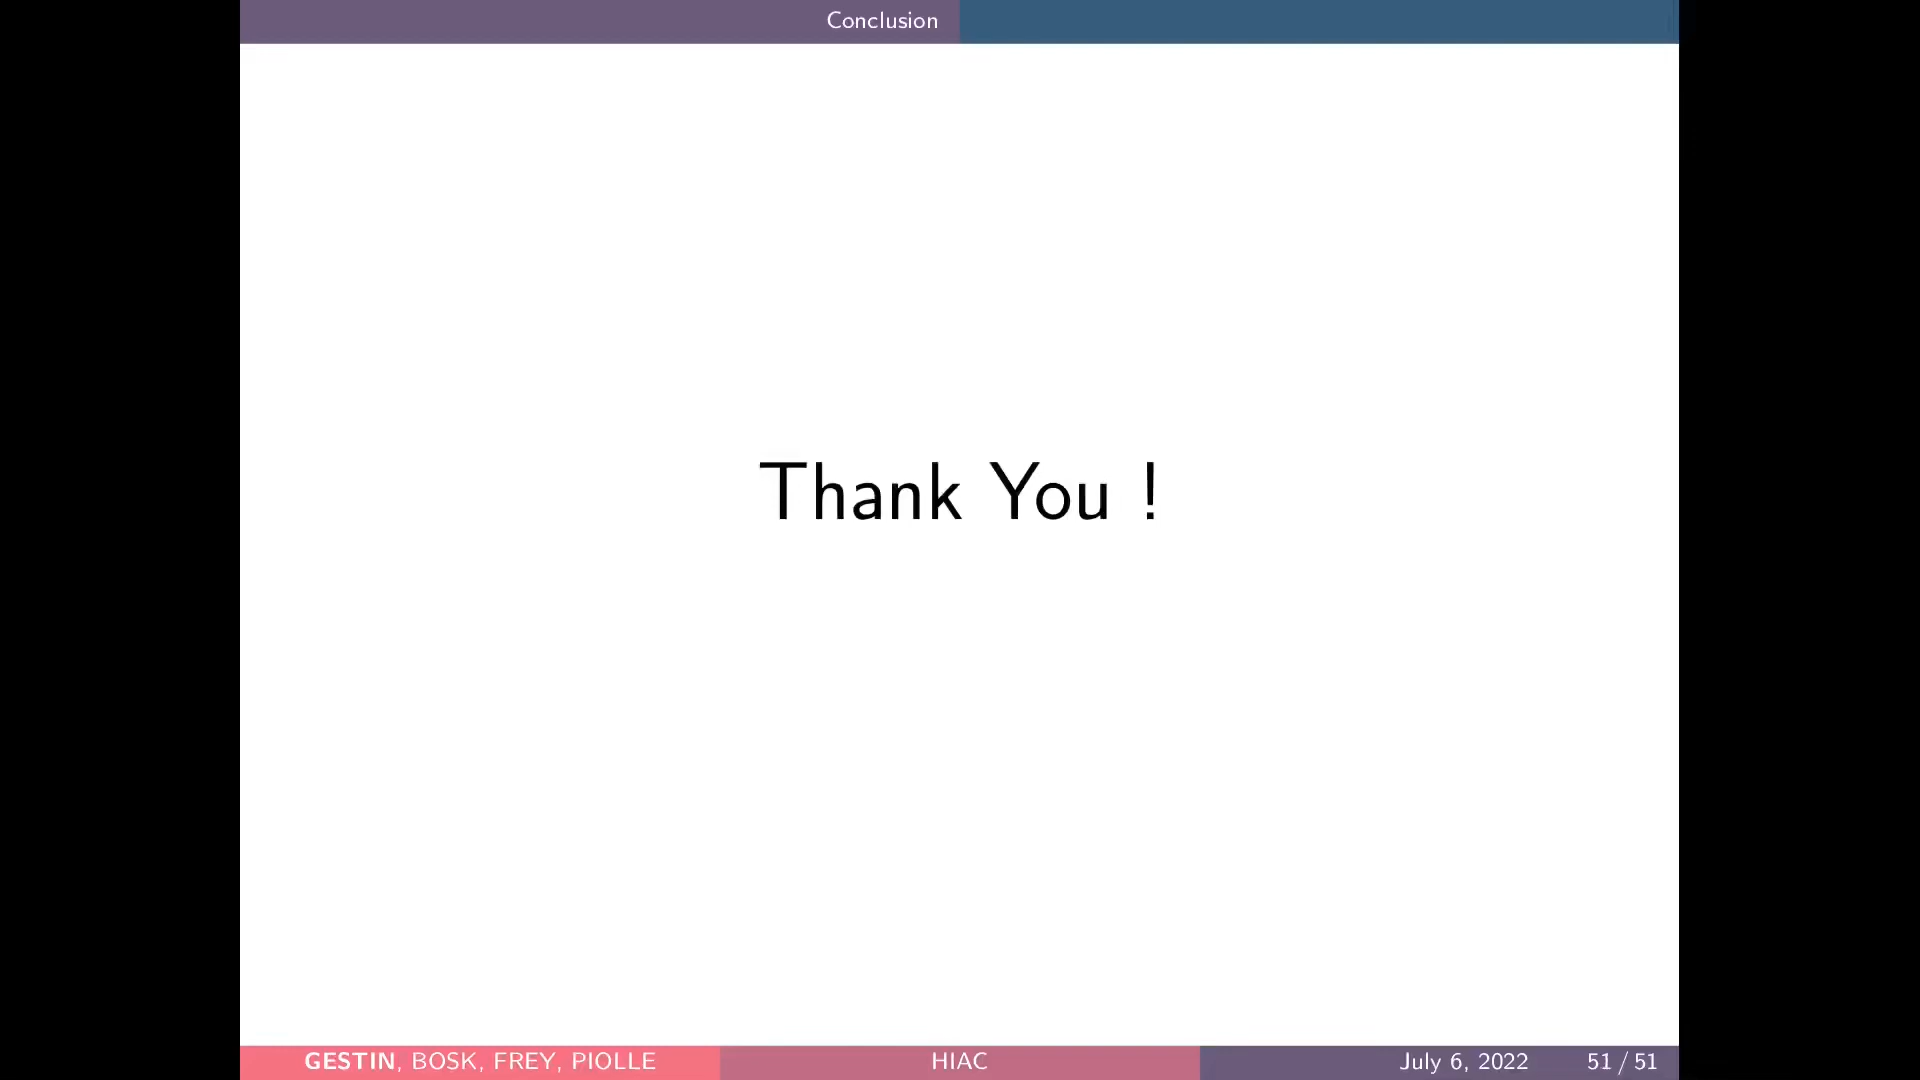 Conclusion
Thank You !
GESTIN, BOSK, FREY, PIOLLE
HIAC
July 6, 2022
51 / 51